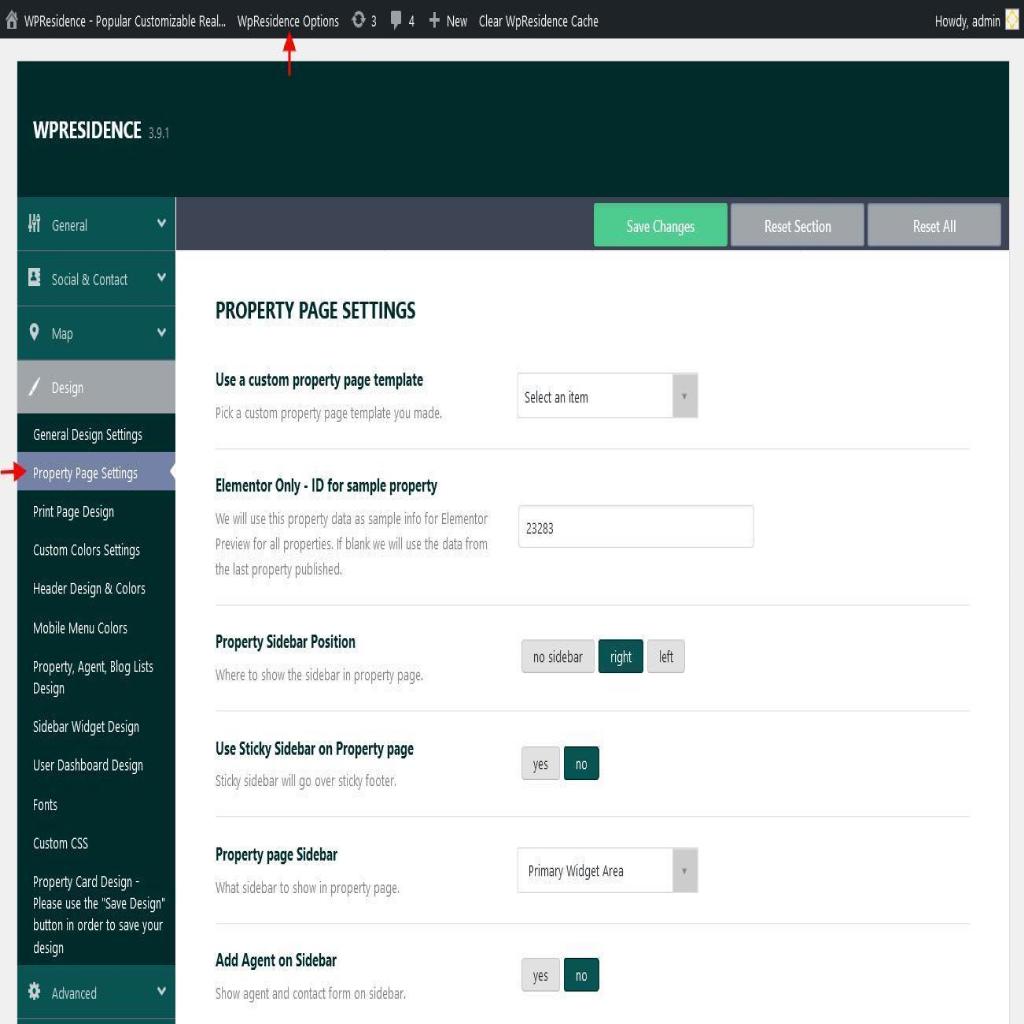 WPResidence - Popular Customizable Real... WpResidence Options 3 4 New Clear WpResidence Cache Howdy, admin
WPRESIDENCE 3.9.1
General
Save Changes Reset Section Reset All
Social & Contact
Map
Design
General Design Settings
Property Page Settings
Print Page Design
Custom Colors Settings
Header Design & Colors
Mobile Menu Colors
Property, Agent, Blog Lists
Design
Sidebar Widget Design
User Dashboard Design
Fonts
Custom CSS
Property Card Design -
Please use the "Save Design"
button in order to save your
design
Advanced
PROPERTY PAGE SETTINGS
Use a custom property page template
Pick a custom property page template you made.
Select an item
Elementor Only - ID for sample property
We will use this property data as sample info for Elementor
Preview for all properties. If blank we will use the data from
the last property published.
23283
Property Sidebar Position
Where to show the sidebar in property page.
no sidebar right left
Use Sticky Sidebar on Property page
Sticky sidebar will go over sticky footer.
yes no
Property page Sidebar
What sidebar to show in property page.
Primary Widget Area
Add Agent on Sidebar
Show agent and contact form on sidebar.
yes no